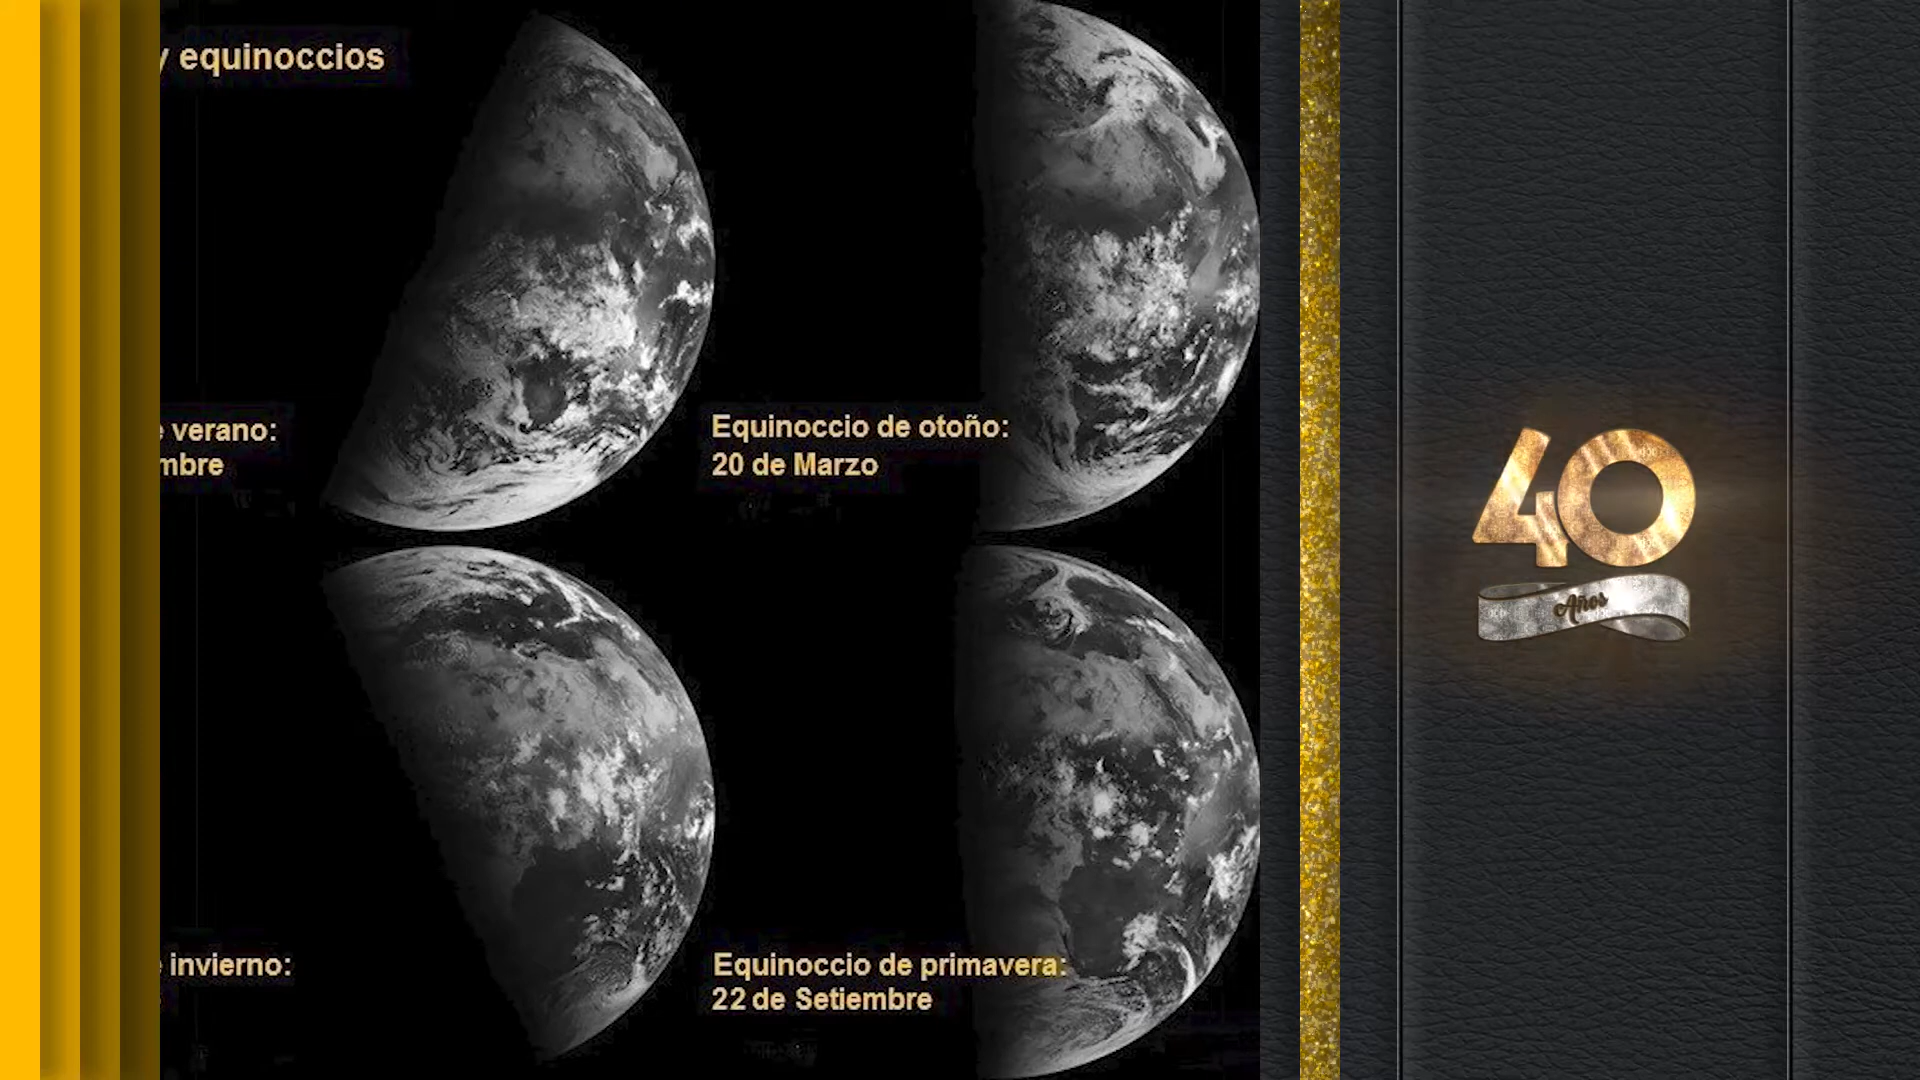 y equinoccios
verano:
mbre
Equinoccio de otoño:
20 de Marzo
invierno:
Equinoccio de primavera:
22 de Setiembre
40
Años